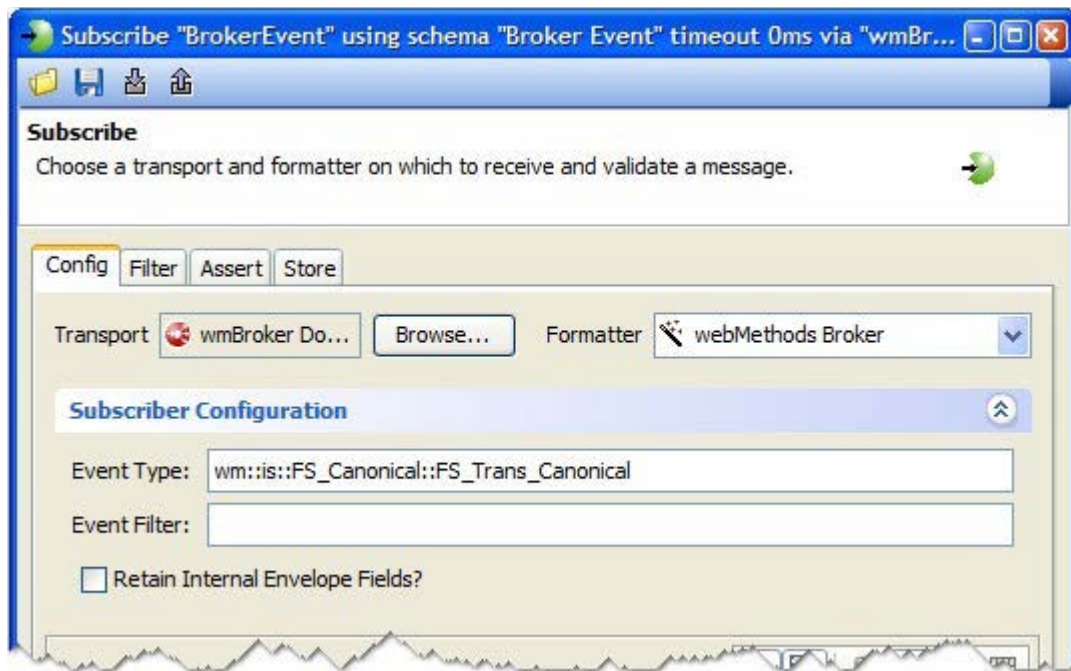 Subscribe "BrokerEvent" using schema "Broker Event" timeout 0ms via "wmBr...
Subscribe
Choose a transport and formatter on which to receive and validate a message.
Config Filter Assert Store
Transport wmBroker Do... Browse... Formatter webMethods Broker
Subscriber Configuration
Event Type: wm::is::FS_Canonical::FS_Trans_Canonical
Event Filter:
Retain Internal Envelope Fields?